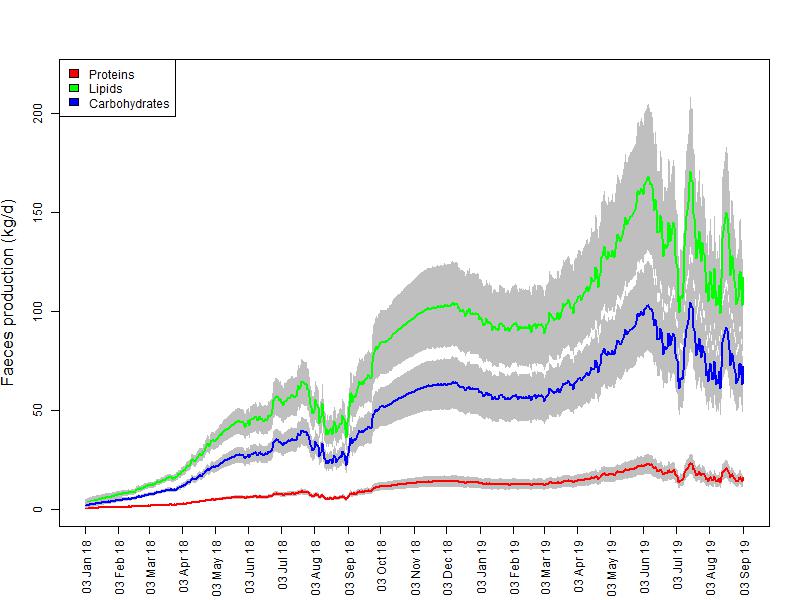 Proteins
Lipids
Carbohydrates
Faeces production (kg/d)
200
150
100
50
0
03 Jan 18
03 Feb 18
03 Mar 18
03 Apr 18
03 May 18
03 Jun 18
03 Jul 18
03 Aug 18
03 Sep 18
03 Oct 18
03 Nov 18
03 Dec 18
03 Jan 19
03 Feb 19
03 Mar 19
03 Apr 19
03 May 19
03 Jun 19
03 Jul 19
03 Aug 19
03 Sep 19